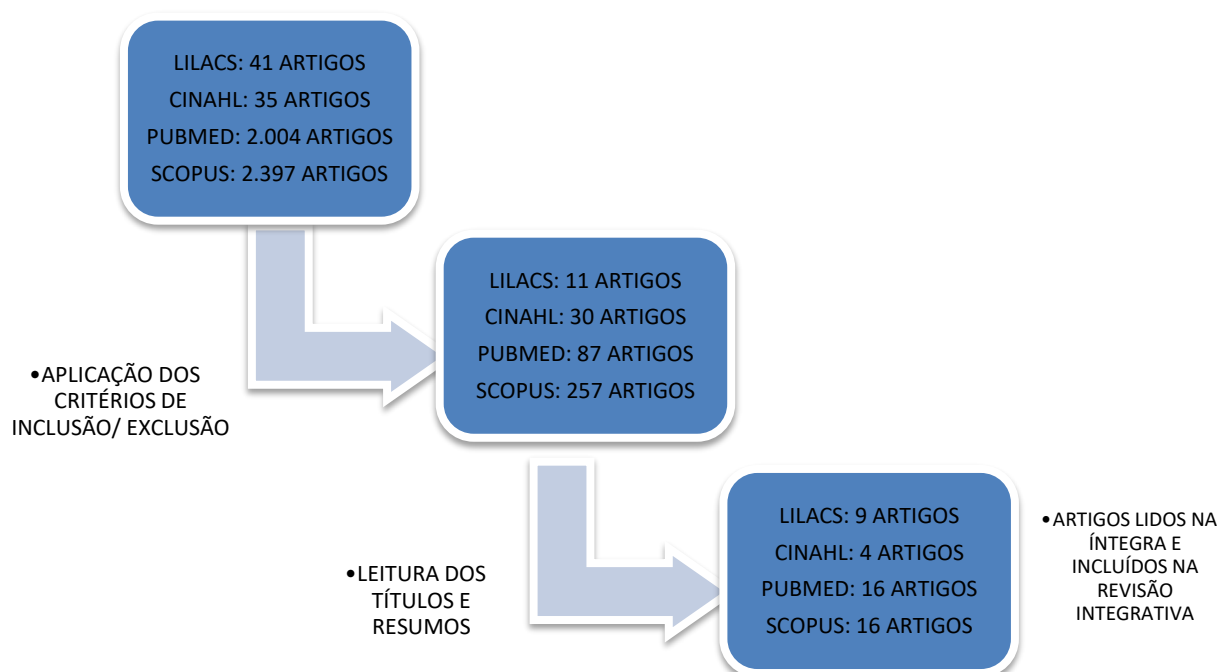 LILACS: 41 ARTIGOS
CINAHL: 35 ARTIGOS
PUBMED: 2.004 ARTIGOS
SCOPUS: 2.397 ARTIGOS
•APLICAÇÃO DOS
CRITÉRIOS DE
INCLUSÃO/ EXCLUSÃO
LILACS: 11 ARTIGOS
CINAHL: 30 ARTIGOS
PUBMED: 87 ARTIGOS
SCOPUS: 257 ARTIGOS
•LEITURA DOS
TÍTULOS E
RESUMOS
LILACS: 9 ARTIGOS
CINAHL: 4 ARTIGOS
PUBMED: 16 ARTIGOS
SCOPUS: 16 ARTIGOS
•ARTIGOS LIDOS NA
ÍNTEGRA E
INCLUÍDOS NA
REVISÃO
INTEGRATIVA